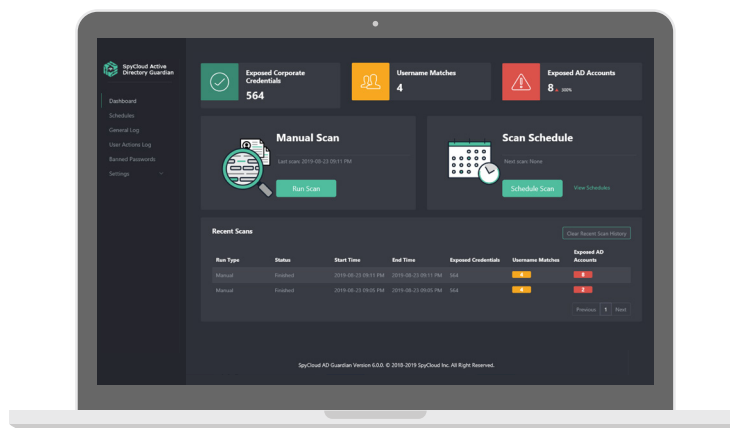 SpyCloud Active
Directory Guardian
Dashboard
Schedules
General Log
User Actions Log
Banned Passwords
Settings
Exposed Corporate
Credentials
564
Username Matches
4
Exposed AD Accounts
8 300%
Manual Scan
Last scan: 2019-08-23 09:11 PM
Run Scan
Scan Schedule
Next scan: None
Schedule Scan View Schedules
Recent Scans
Clear Recent Scan History
Run Type Status Start Time End Time Exposed Credentials Username Matches Exposed AD
Accounts
Manual Finished 2019-08-23 09:11 PM 2019-08-23 09:11 PM 564 4 8
Manual Finished 2019-08-23 09:05 PM 2019-08-23 09:05 PM 564 4 2
Previous 1 Next
SpyCloud AD Guardian Version 6.0.0. © 2018-2019 SpyCloud Inc. All Right Reserved.